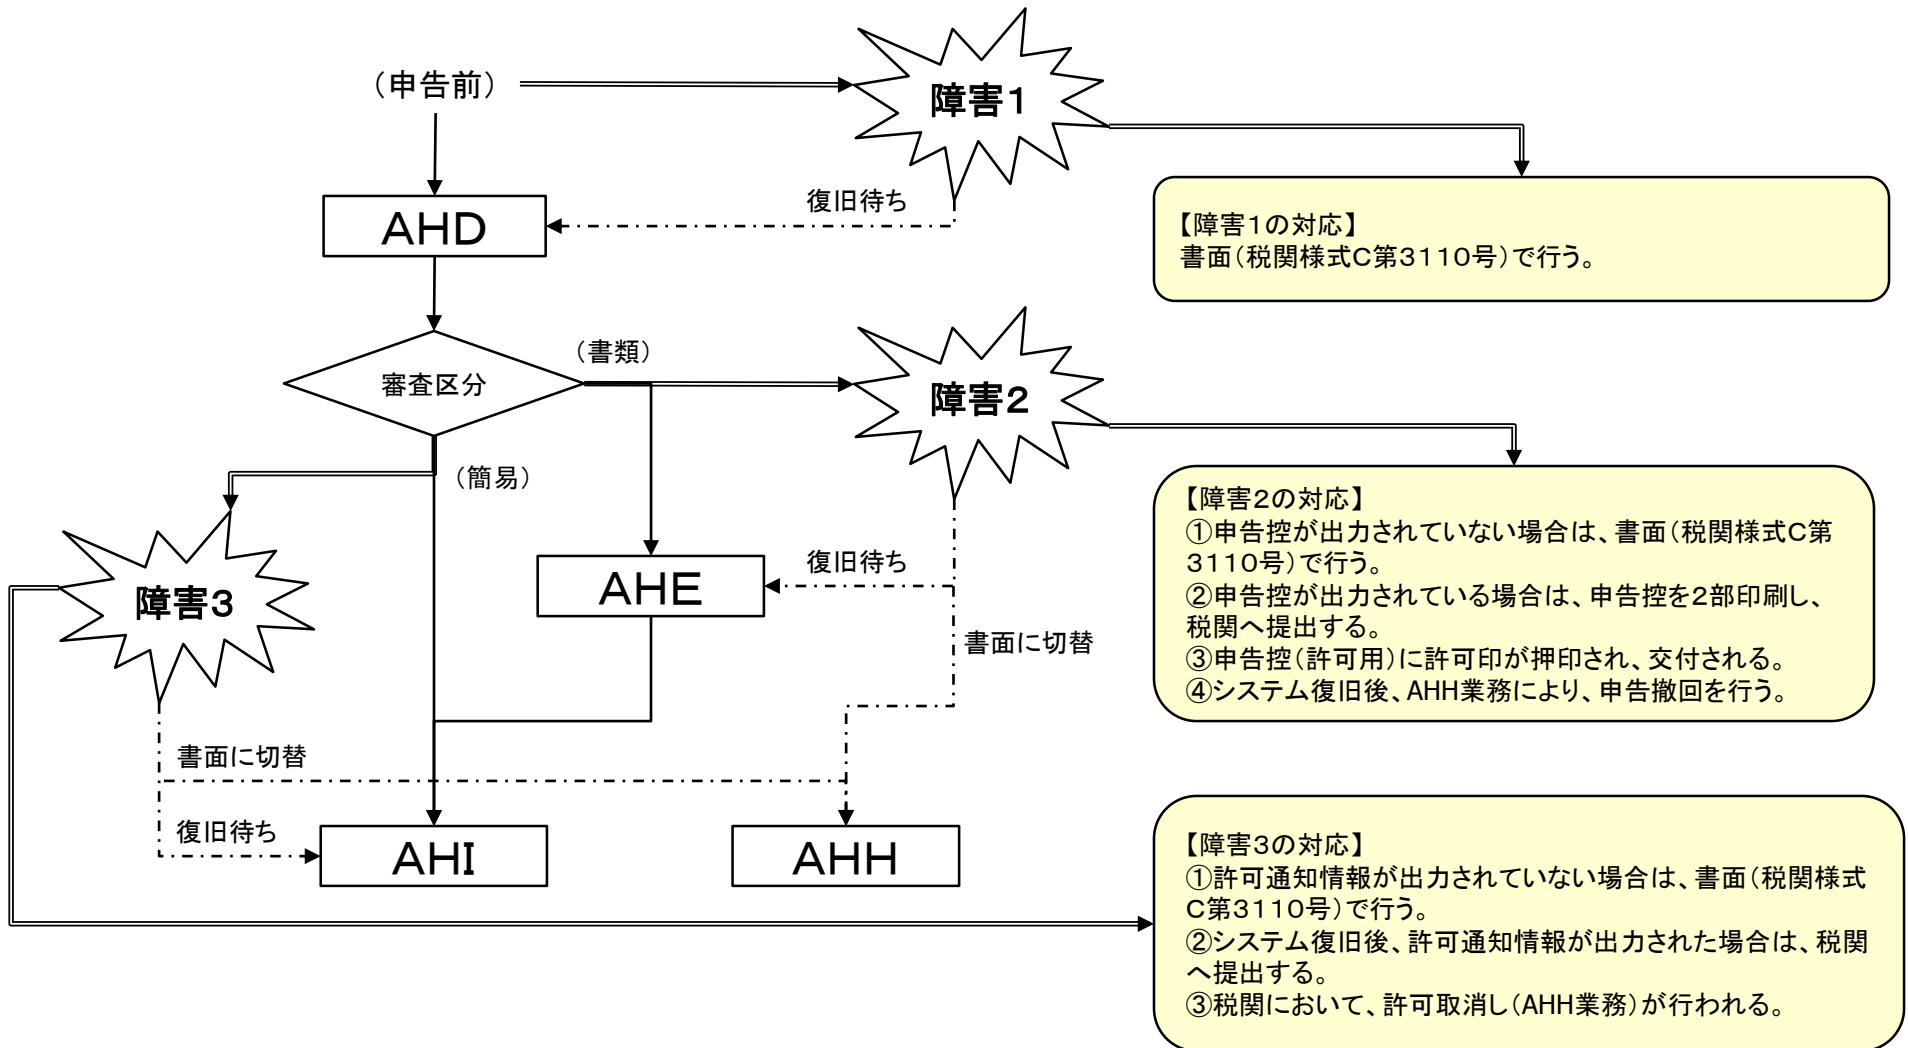 （申告前）
障害１
復旧待ち
ＡＨＤ
【障害１の対応】
書面（税関様式Ｃ第３１１０号）で行う。
（書類）
審査区分
障害２
（簡易）
【障害２の対応】
①申告控が出力されていない場合は、書面（税関様式Ｃ第
３１１０号）で行う。
②申告控が出力されている場合は、申告控を２部印刷し、
税関へ提出する。
③申告控（許可用）に許可印が押印され、交付される。
④システム復旧後、AHH業務により、申告撤回を行う。
障害３
復旧待ち
ＡＨＥ
書面に切替
書面に切替
復旧待ち
ＡＨＩ
ＡＨＨ
【障害３の対応】
①許可通知情報が出力されていない場合は、書面（税関様式
Ｃ第３１１０号）で行う。
②システム復旧後、許可通知情報が出力された場合は、税関
へ提出する。
③税関において、許可取消し（AHH業務）が行われる。